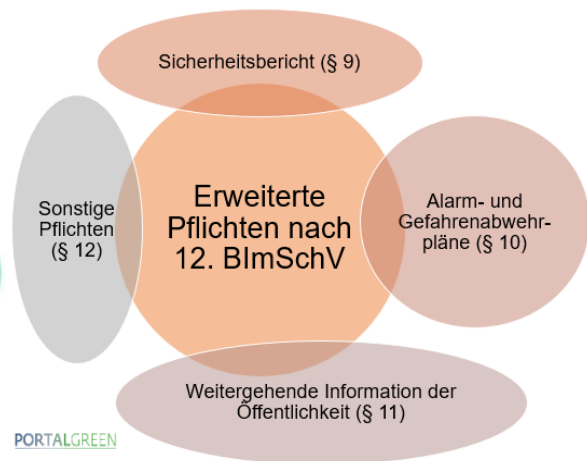 Sicherheitsbericht (§ 9)
Erweiterte
Pflichten nach
12. BImSchV
Sonstige
Pflichten
(§ 12)
Alarm- und
Gefahrenabwehr-
pläne (§ 10)
Weitergehende Information der
Öffentlichkeit (§ 11)
PORTALGREEN